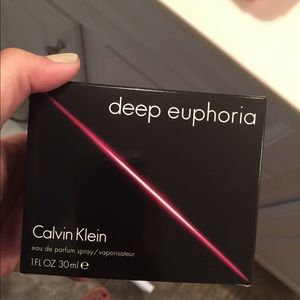 deep euphoria
Calvin Klein
eau de parfum spray/vaporisateur
1 FL OZ 30 ml ℮